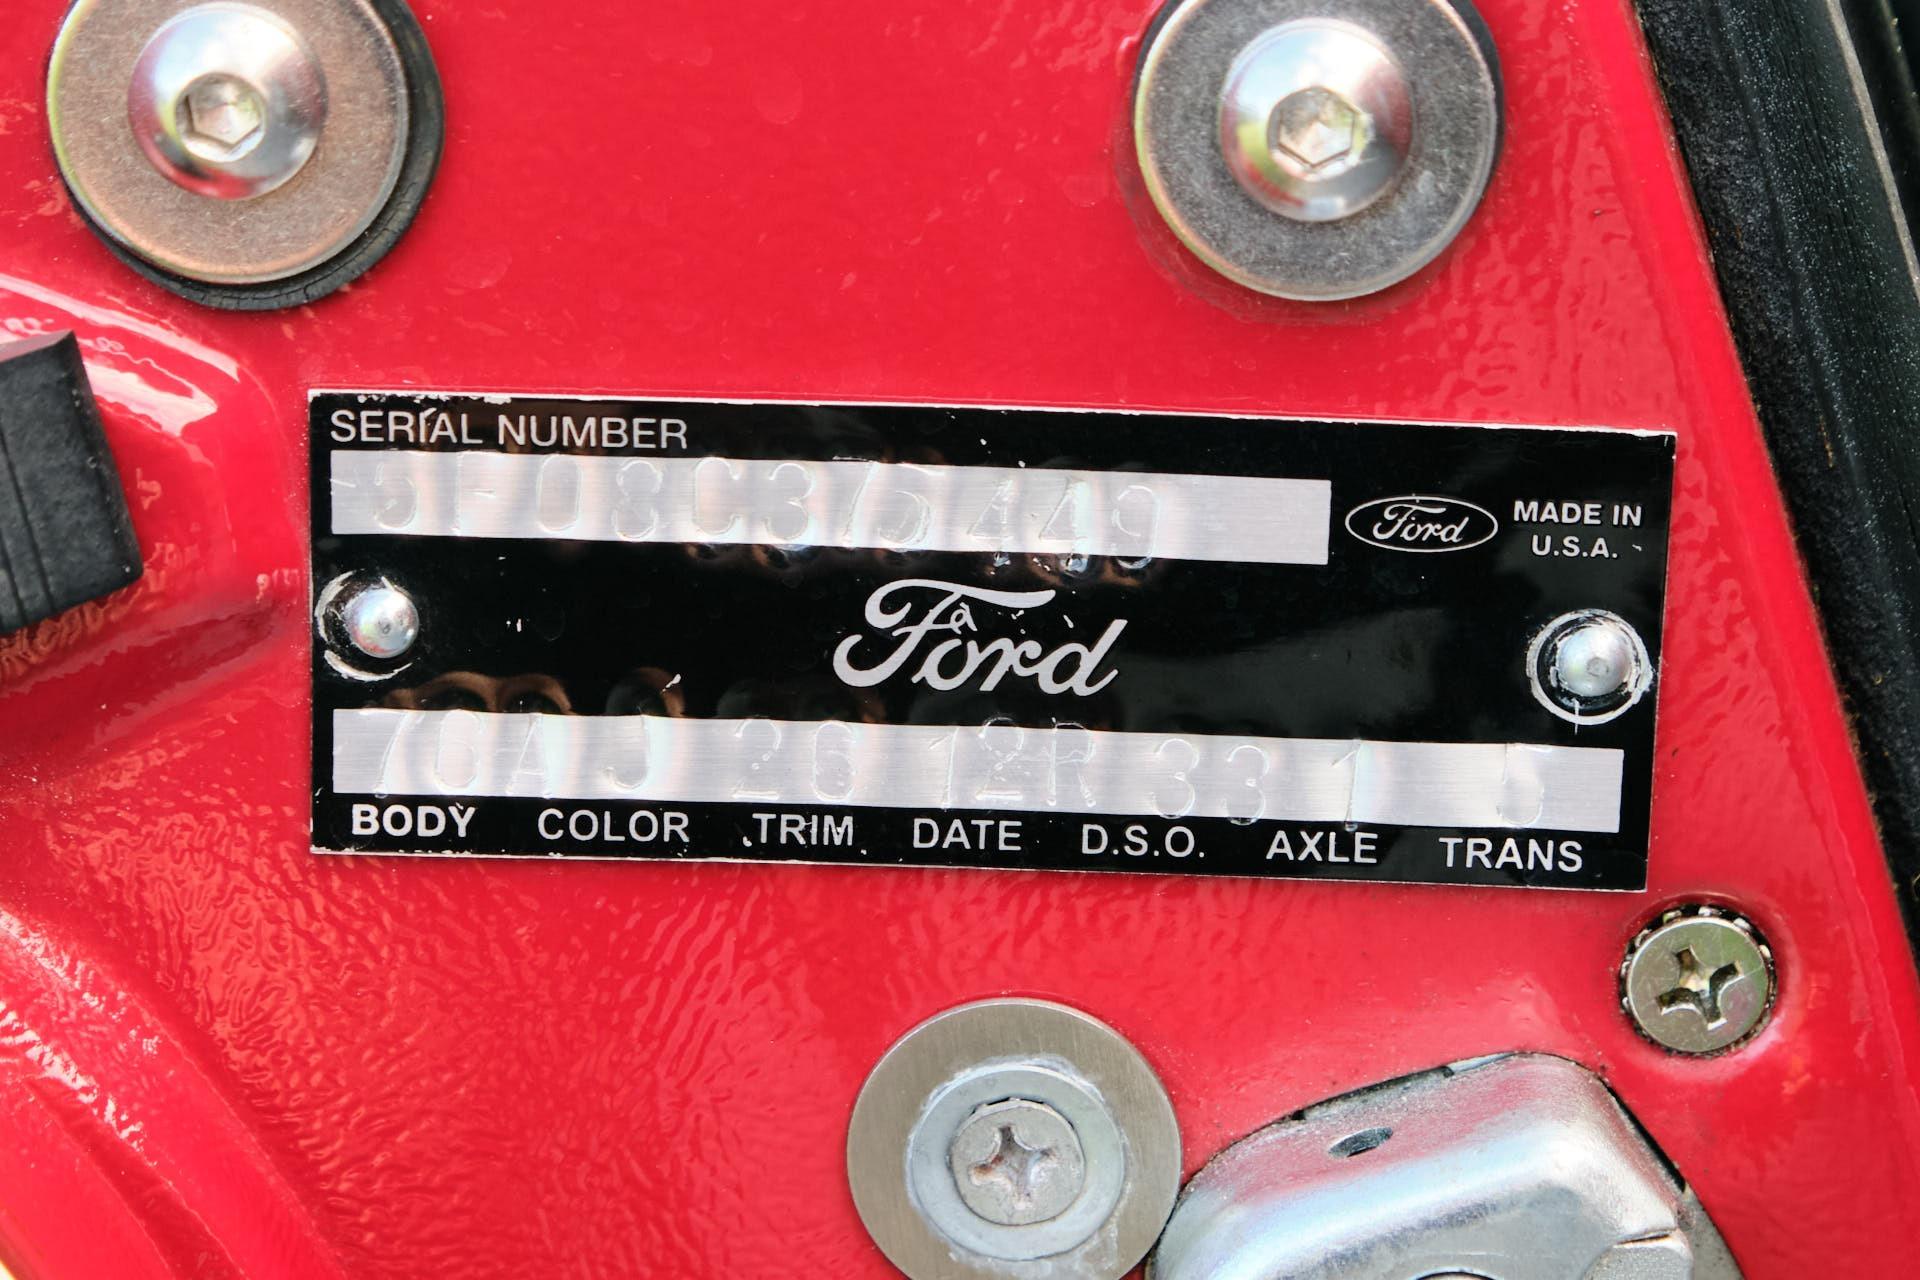 SERIAL NUMBER
5F08C375449
Ford
MADE IN
U.S.A.
Ford
76A J 26 12R 33 1 5
BODY COLOR TRIM DATE D.S.O. AXLE TRANS